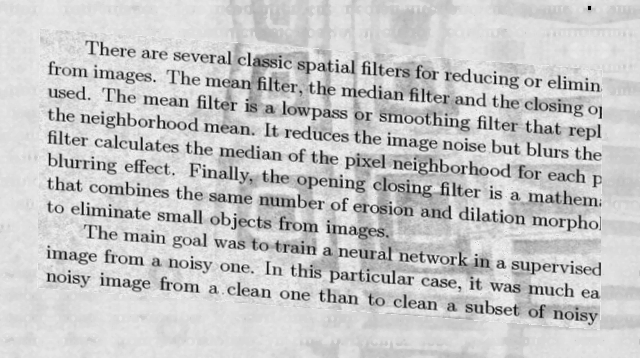 There are several classic spatial filters for reducing or elimin
from images. The mean filter, the median filter and the closing op
used. The mean filter is a lowpass or smoothing filter that repl
the neighborhood mean. It reduces the image noise but blurs the
filter calculates the median of the pixel neighborhood for each p
blurring effect. Finally, the opening closing filter is a mathema
that combines the same number of erosion and dilation morphol
to eliminate small objects from images.
The main goal was to train a neural network in a supervised
image from a noisy one. In this particular case, it was much ea
noisy image from a clean one than to clean a subset of noisy